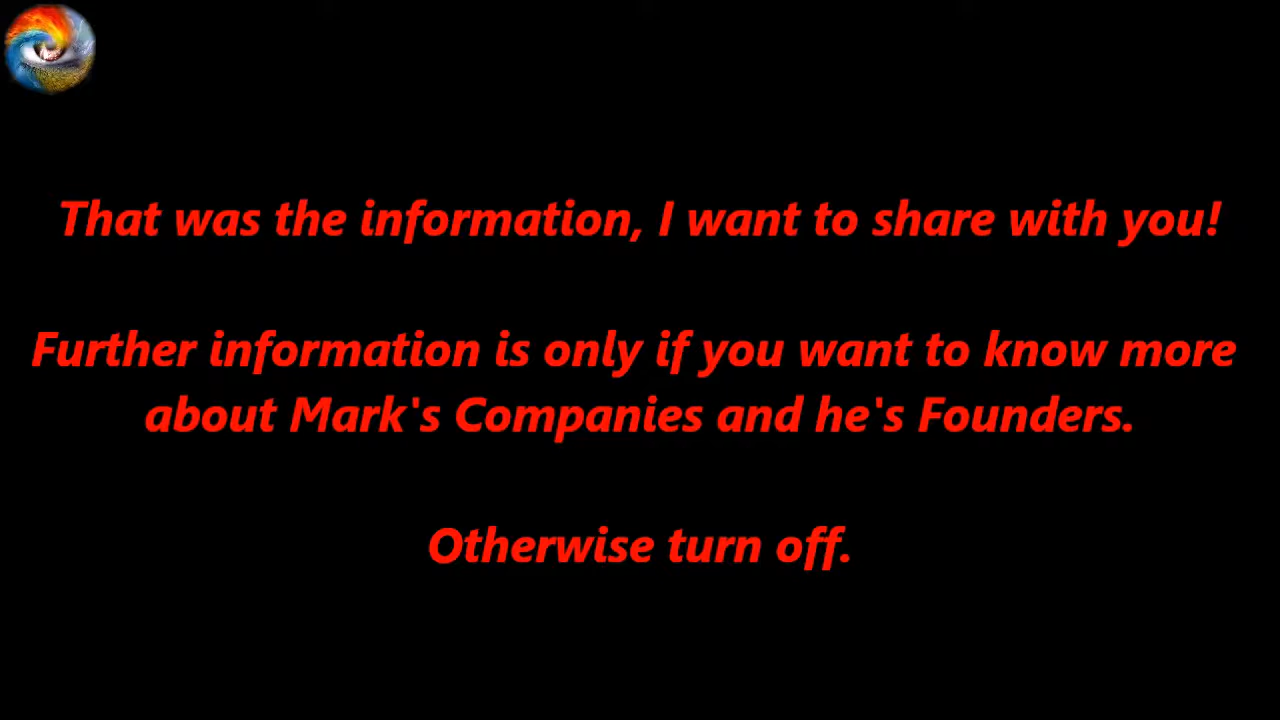 That was the information, I want to share with you!
Further information is only if you want to know more
about Mark's Companies and he's Founders.
Otherwise turn off.